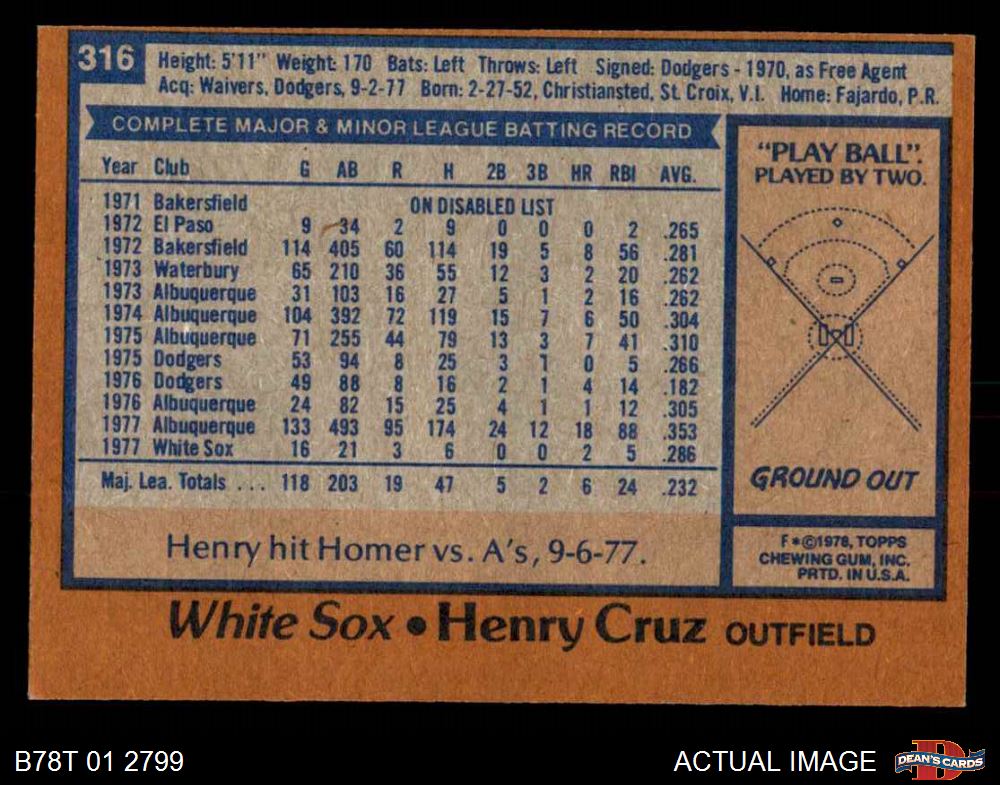 316
Height: 5'11" Weight: 170 Bats: Left Throws: Left Signed: Dodgers - 1970, as Free Agent
Acq: Waivers, Dodgers, 9-2-77 Born: 2-27-52, Christiansted, St. Croix, V.I. Home: Fajardo, P.R.
COMPLETE MAJOR & MINOR LEAGUE BATTING RECORD
Year Club G AB R H 2B 3B HR RBI AVG.
1971 Bakersfield ON DISABLED LIST
1972 El Paso 9 34 2 9 0 0 0 2 .265
1972 Bakersfield 114 405 60 114 19 5 8 56 .281
1973 Waterbury 65 210 36 55 12 3 2 20 .262
1973 Albuquerque 31 103 16 27 5 1 2 16 .262
1974 Albuquerque 104 392 72 119 15 7 6 50 .304
1975 Albuquerque 71 255 44 79 13 3 7 41 .310
1975 Dodgers 53 94 8 25 3 1 0 5 .266
1976 Dodgers 49 88 8 16 2 1 4 14 .182
1976 Albuquerque 24 82 15 25 4 1 1 12 .305
1977 Albuquerque 133 493 95 174 24 12 18 88 .353
1977 White Sox 16 21 3 6 0 0 2 5 .286
Maj. Lea. Totals .... 118 203 19 47 5 2 6 24 .232
Henry hit Homer vs. A's, 9-6-77.
"PLAY BALL".
PLAYED BY TWO.
GROUND OUT
F*©1978, TOPPS
CHEWING GUM, INC.
PRTD. IN U.S.A.
White Sox • Henry Cruz OUTFIELD
B78T 01 2799
ACTUAL IMAGE
D
DEAN'S CARDS